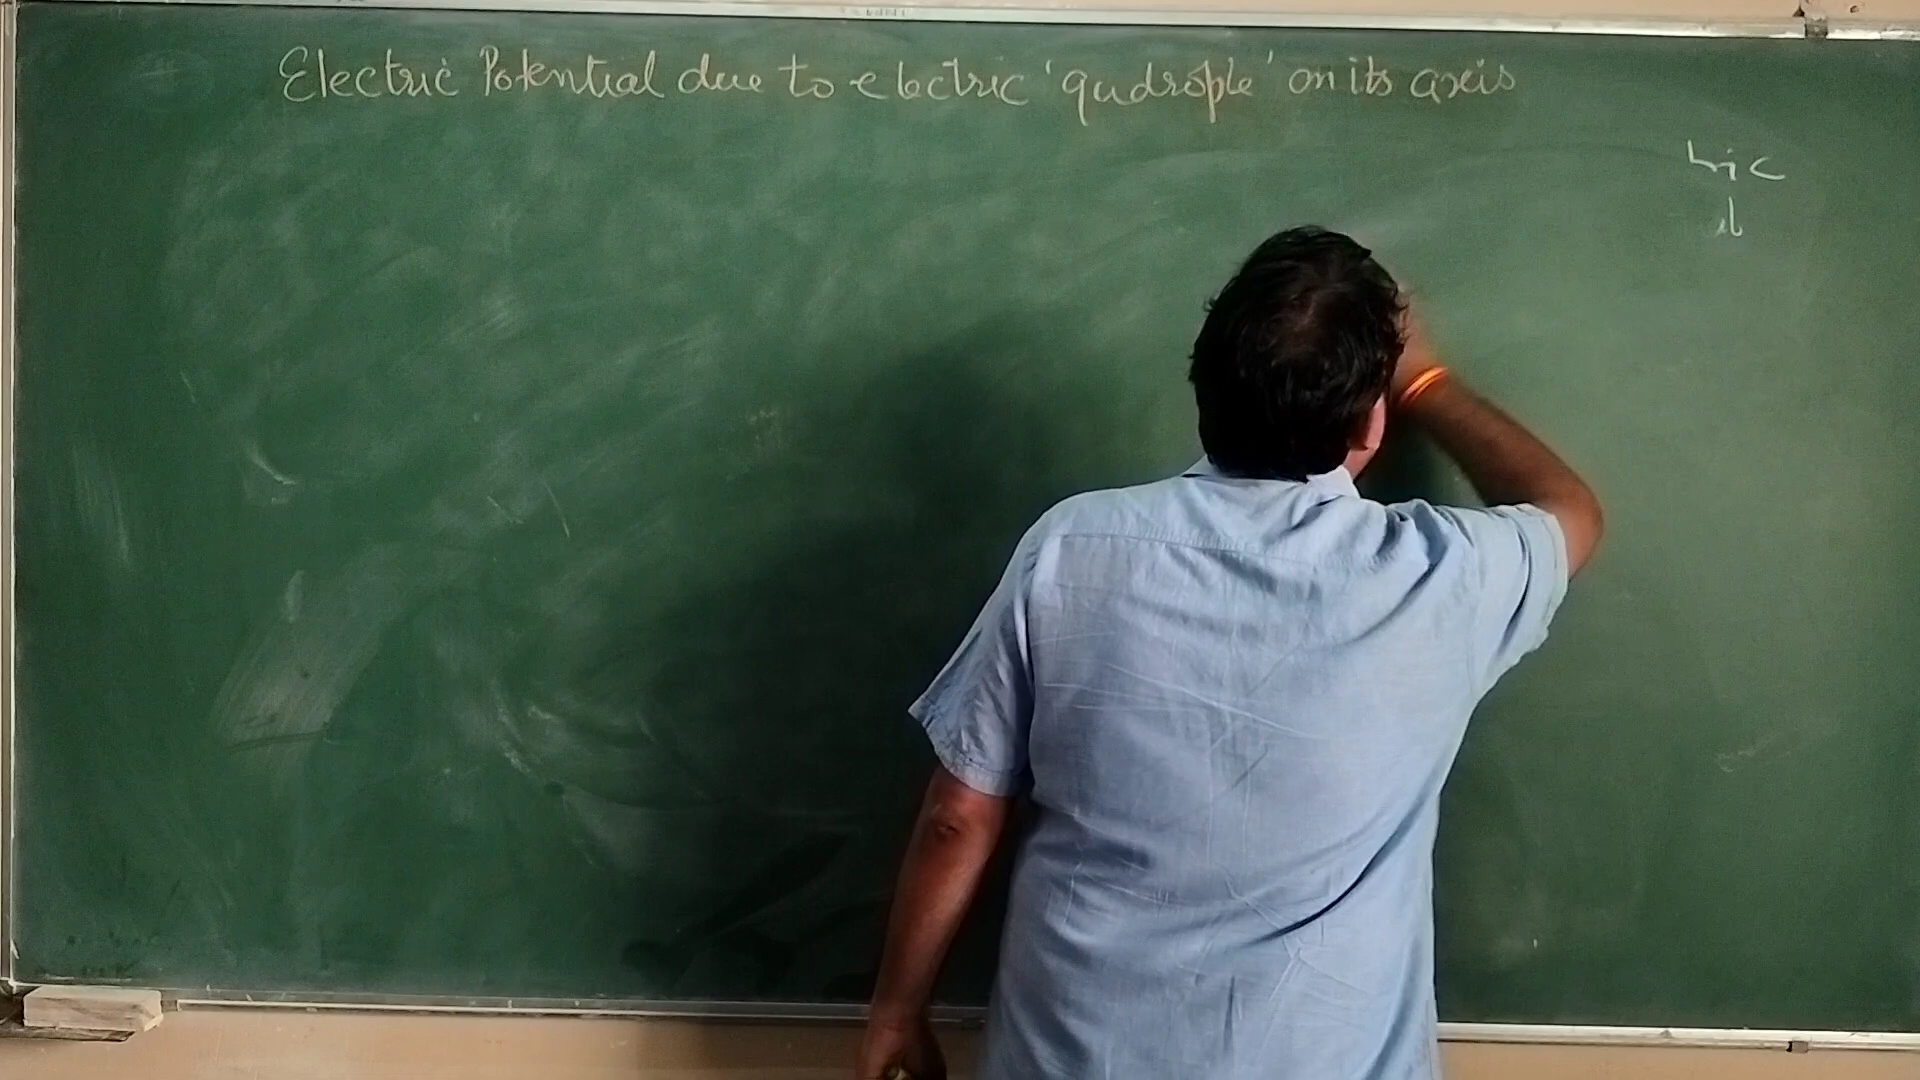 Electric Potential due to electric 'qudrople' on its axis